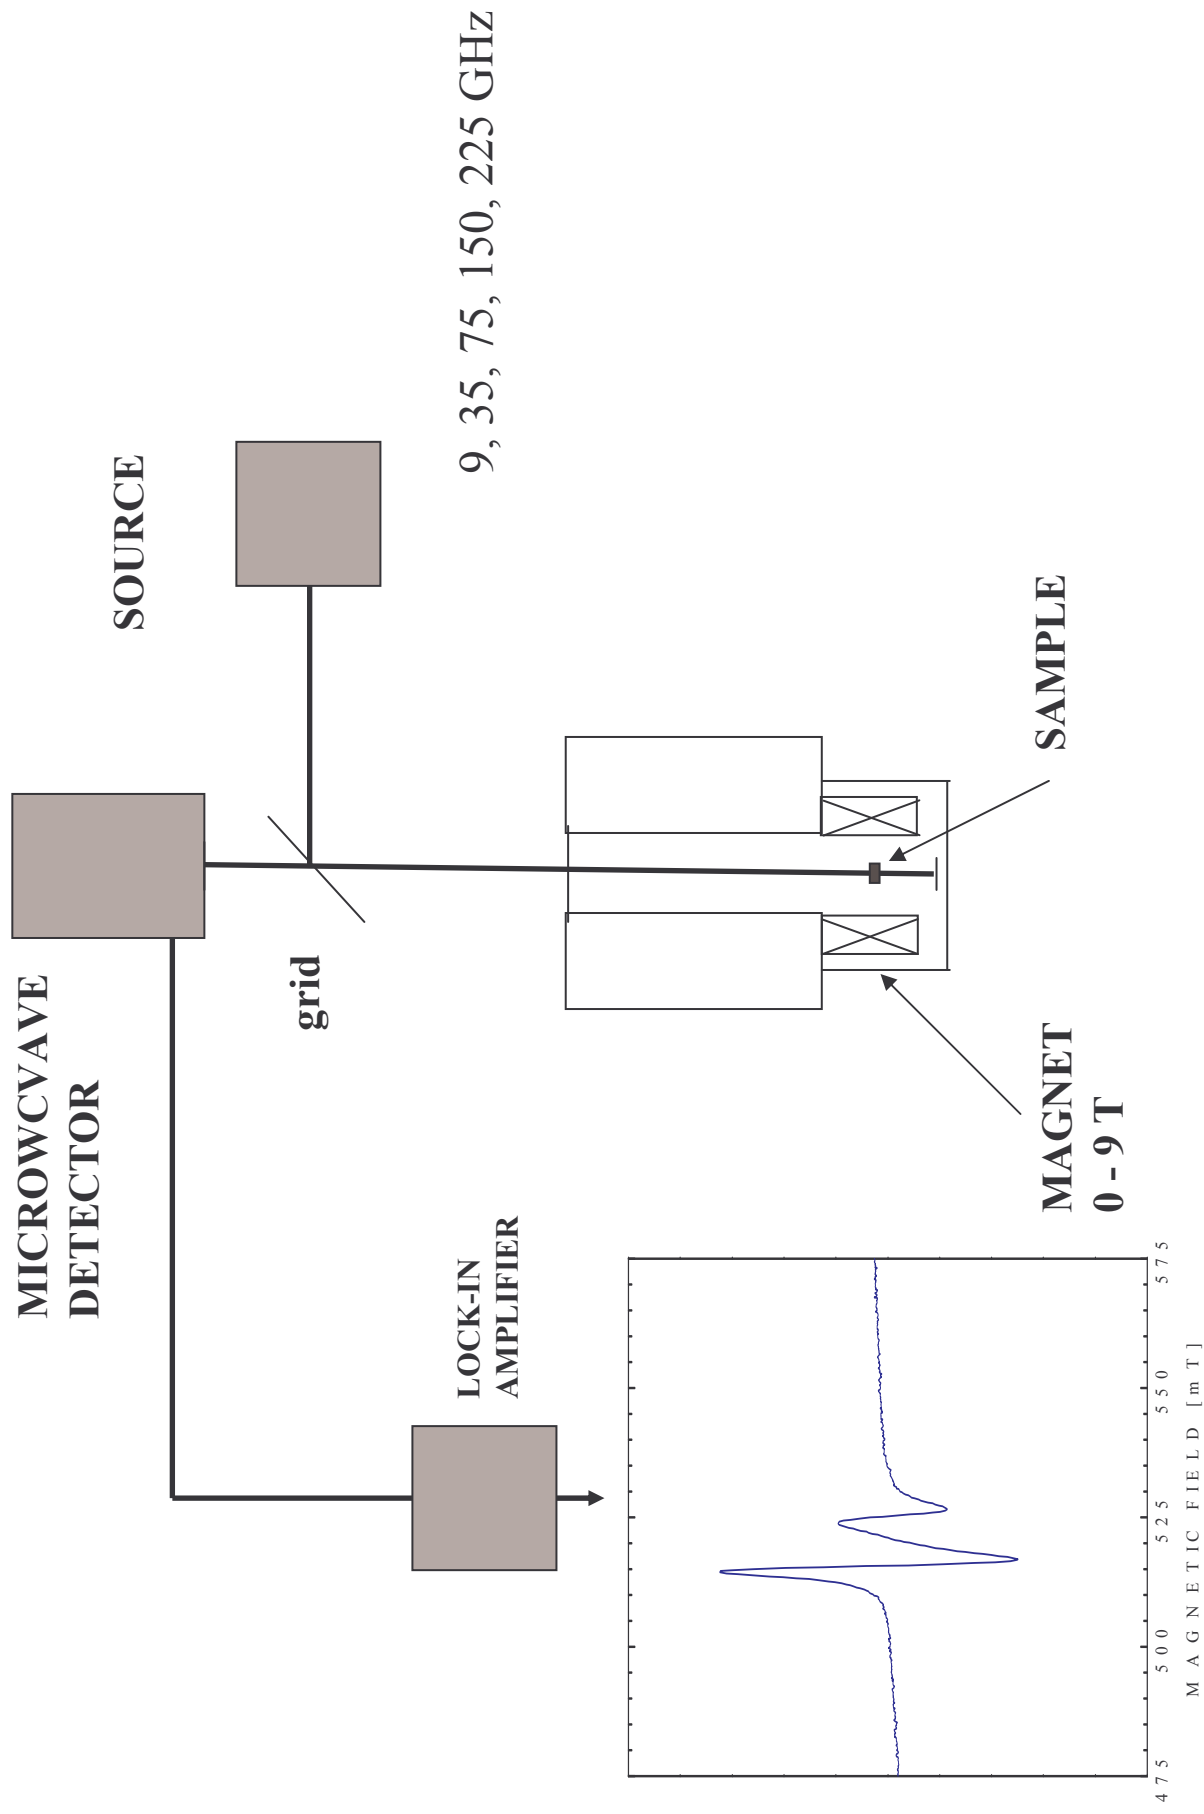 MICROWCVAVE
DETECTOR
SOURCE
grid
9, 35, 75, 150, 225 GHz
LOCK-IN
AMPLIFIER
SAMPLE
MAGNET
0 - 9 T
475 500 525 550 575
MAGNETIC FIELD [mT]